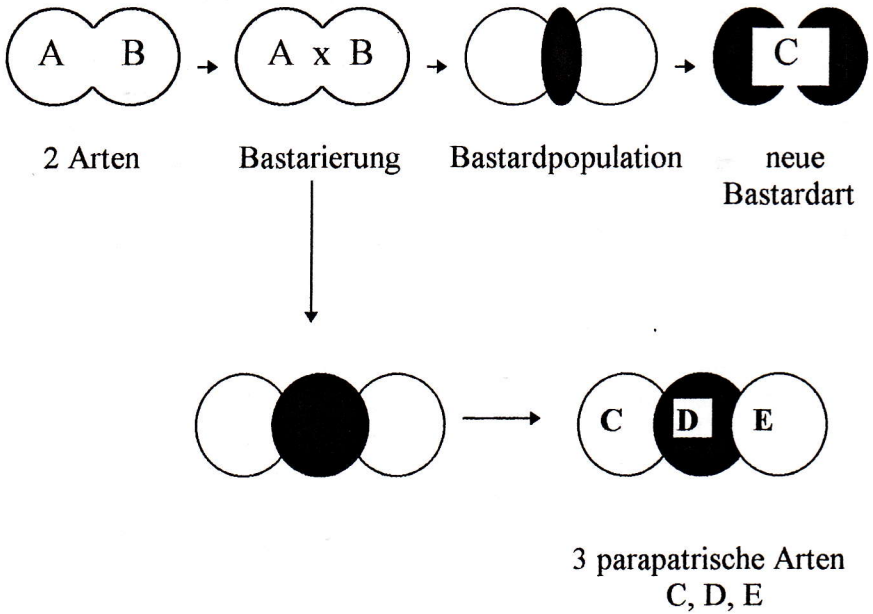 A B
A x B
C
2 Arten
Bastarierung
Bastardpopulation
neue
Bastardart
C D E
3 parapatrische Arten
C, D, E